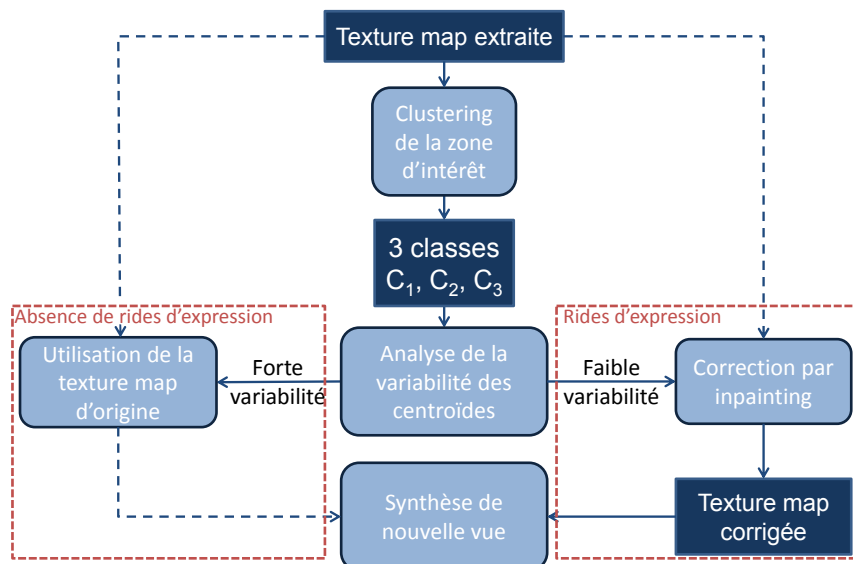 Texture map extraite
Clustering
de la zone
d'intérêt
3 classes
C₁, C₂, C₃
Absence de rides d'expression
Rides d'expression
Utilisation de la
texture map
d'origine
Forte
variabilité
Analyse de la
variabilité des
centroïdes
Faible
variabilité
Correction par
inpainting
Synthèse de
nouvelle vue
Texture map
corrigée